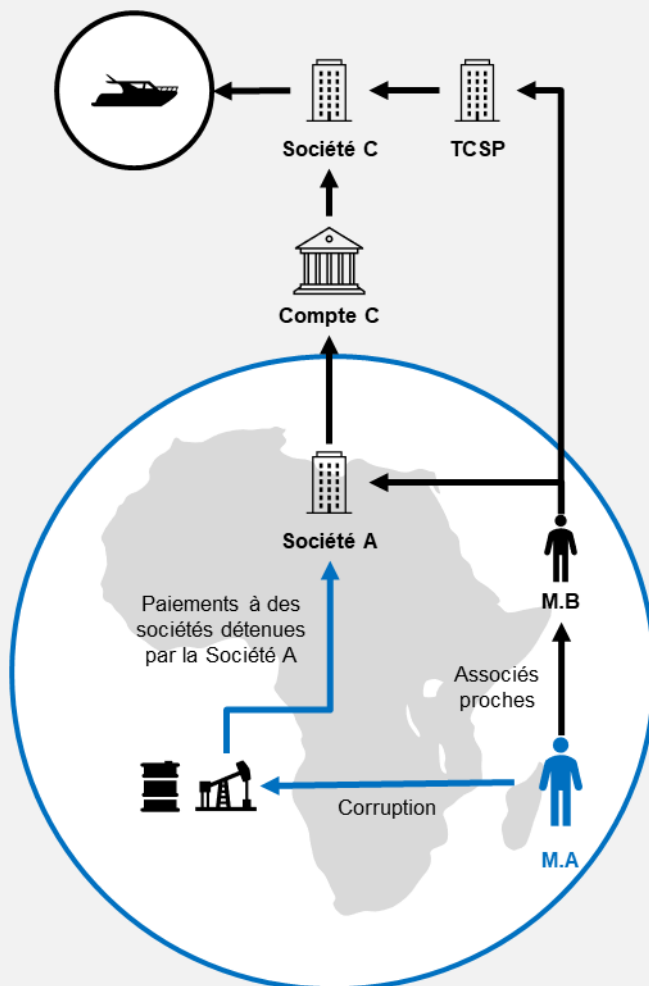 Société C
TCSP
Compte C
Société A
Paiements à des
sociétés détenues
par la Société A
M.B
Associés
proches
Corruption
M.A